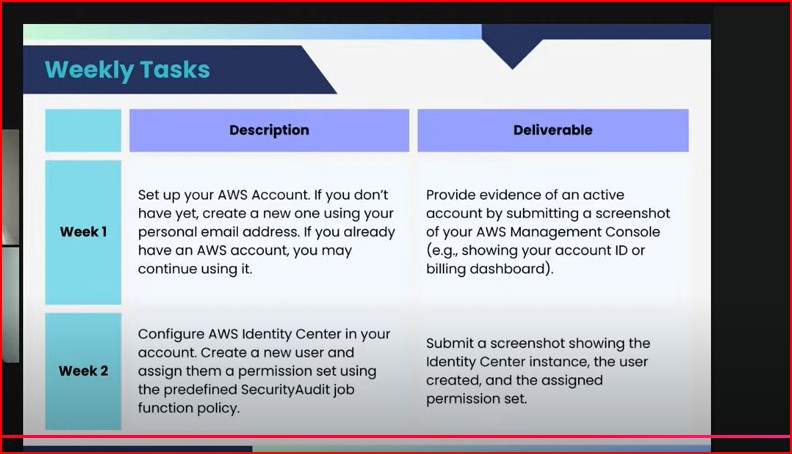 Weekly Tasks
Description
Deliverable
Week 1
Set up your AWS Account. If you don't
have yet, create a new one using your
personal email address. If you already
have an AWS account, you may
continue using it.
Provide evidence of an active
account by submitting a screenshot
of your AWS Management Console
(e.g., showing your account ID or
billing dashboard).
Week 2
Configure AWS Identity Center in your
account. Create a new user and
assign them a permission set using
the predefined SecurityAudit job
function policy.
Submit a screenshot showing the
Identity Center instance, the user
created, and the assigned
permission set.